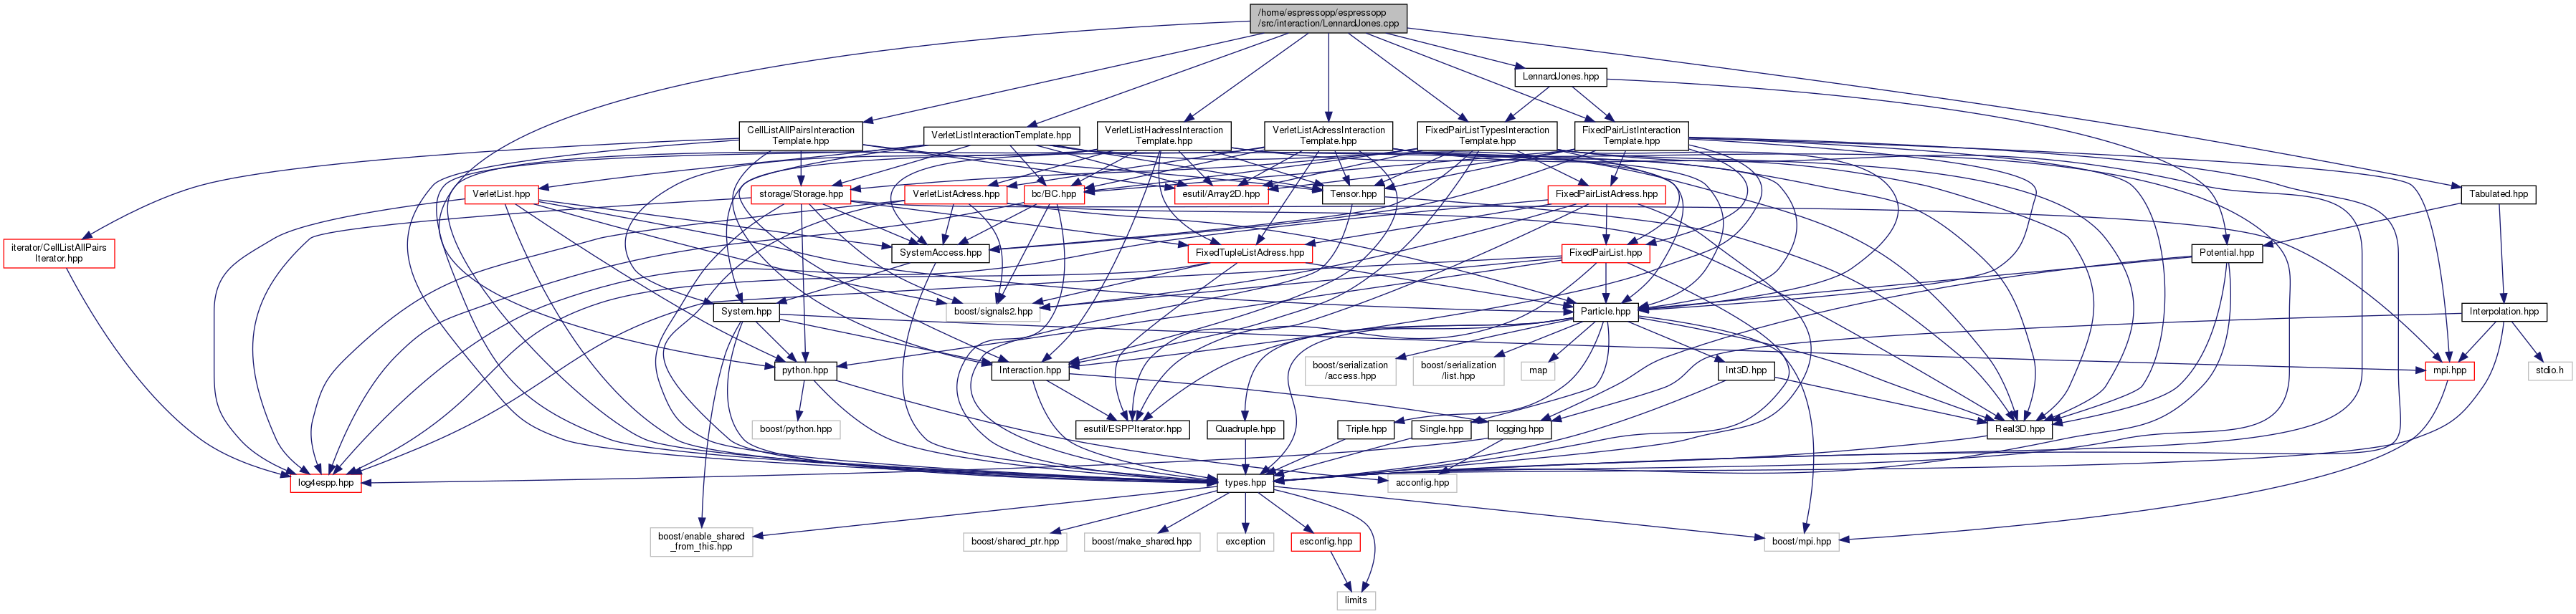 /home/espressopp/espressopp
/src/interaction/LennardJones.cpp
LennardJones.hpp
CellListAllPairsInteraction
Template.hpp
VerletListInteractionTemplate.hpp
VerletListHadressInteraction
Template.hpp
VerletListAdressInteraction
Template.hpp
FixedPairListTypesInteraction
Template.hpp
FixedPairListInteraction
Template.hpp
VerletList.hpp
storage/Storage.hpp
VerletListAdress.hpp
bc/BC.hpp
esutil/Array2D.hpp
Tensor.hpp
FixedPairListAdress.hpp
Tabulated.hpp
iterator/CellListAllPairs
Iterator.hpp
SystemAccess.hpp
FixedTupleListAdress.hpp
FixedPairList.hpp
Potential.hpp
System.hpp
boost/signals2.hpp
Particle.hpp
Interpolation.hpp
python.hpp
Interaction.hpp
boost/serialization
/access.hpp
boost/serialization
/list.hpp
map
Int3D.hpp
mpi.hpp
stdio.h
boost/python.hpp
esutil/ESPPIterator.hpp
Quadruple.hpp
Triple.hpp
Single.hpp
logging.hpp
Real3D.hpp
log4espp.hpp
types.hpp
acconfig.hpp
boost/enable_shared
_from_this.hpp
boost/shared_ptr.hpp
boost/make_shared.hpp
exception
esconfig.hpp
boost/mpi.hpp
limits